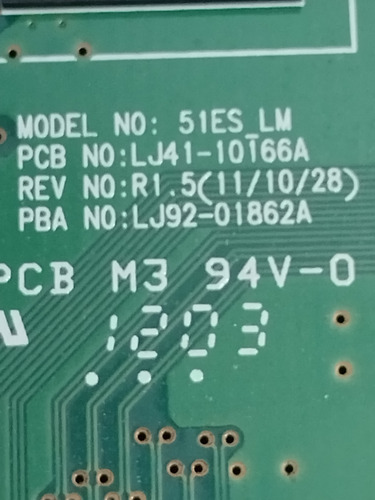 MODEL NO: 51ES_LM
PCB NO:LJ41-10166A
REV NO:R1.5(11/10/28)
PBA NO:LJ92-01862A
PCB M3 94V-0
1203